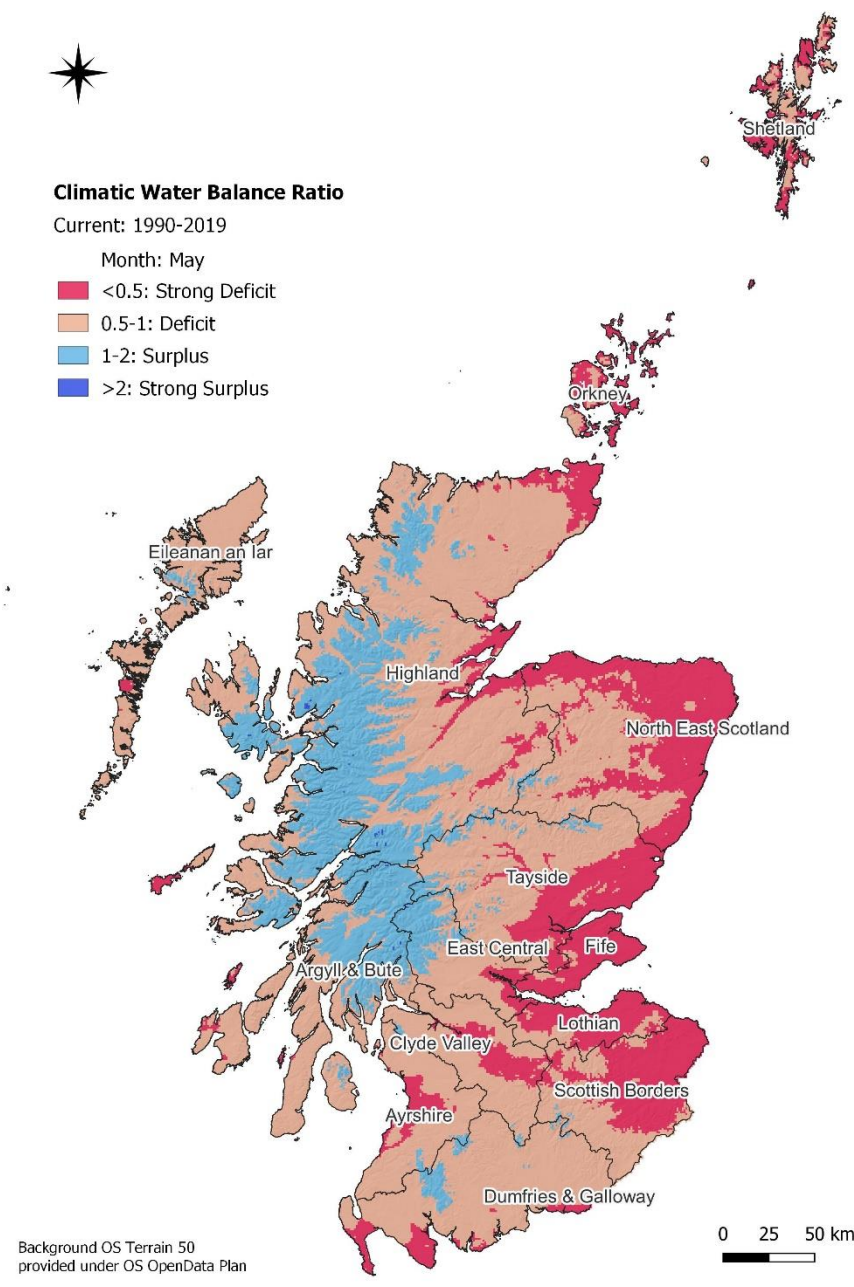 Shetland
Climatic Water Balance Ratio
Current: 1990-2019
Month: May
<0.5: Strong Deficit
0.5-1: Deficit
1-2: Surplus
>2: Strong Surplus
Orkney
Eileanan an Iar
Highland
North East Scotland
Tayside
East Central
Fife
Argyll & Bute
Lothian
Clyde Valley
Scottish Borders
Ayrshire
Dumfries & Galloway
0 25 50 km
Background OS Terrain 50
provided under OS OpenData Plan